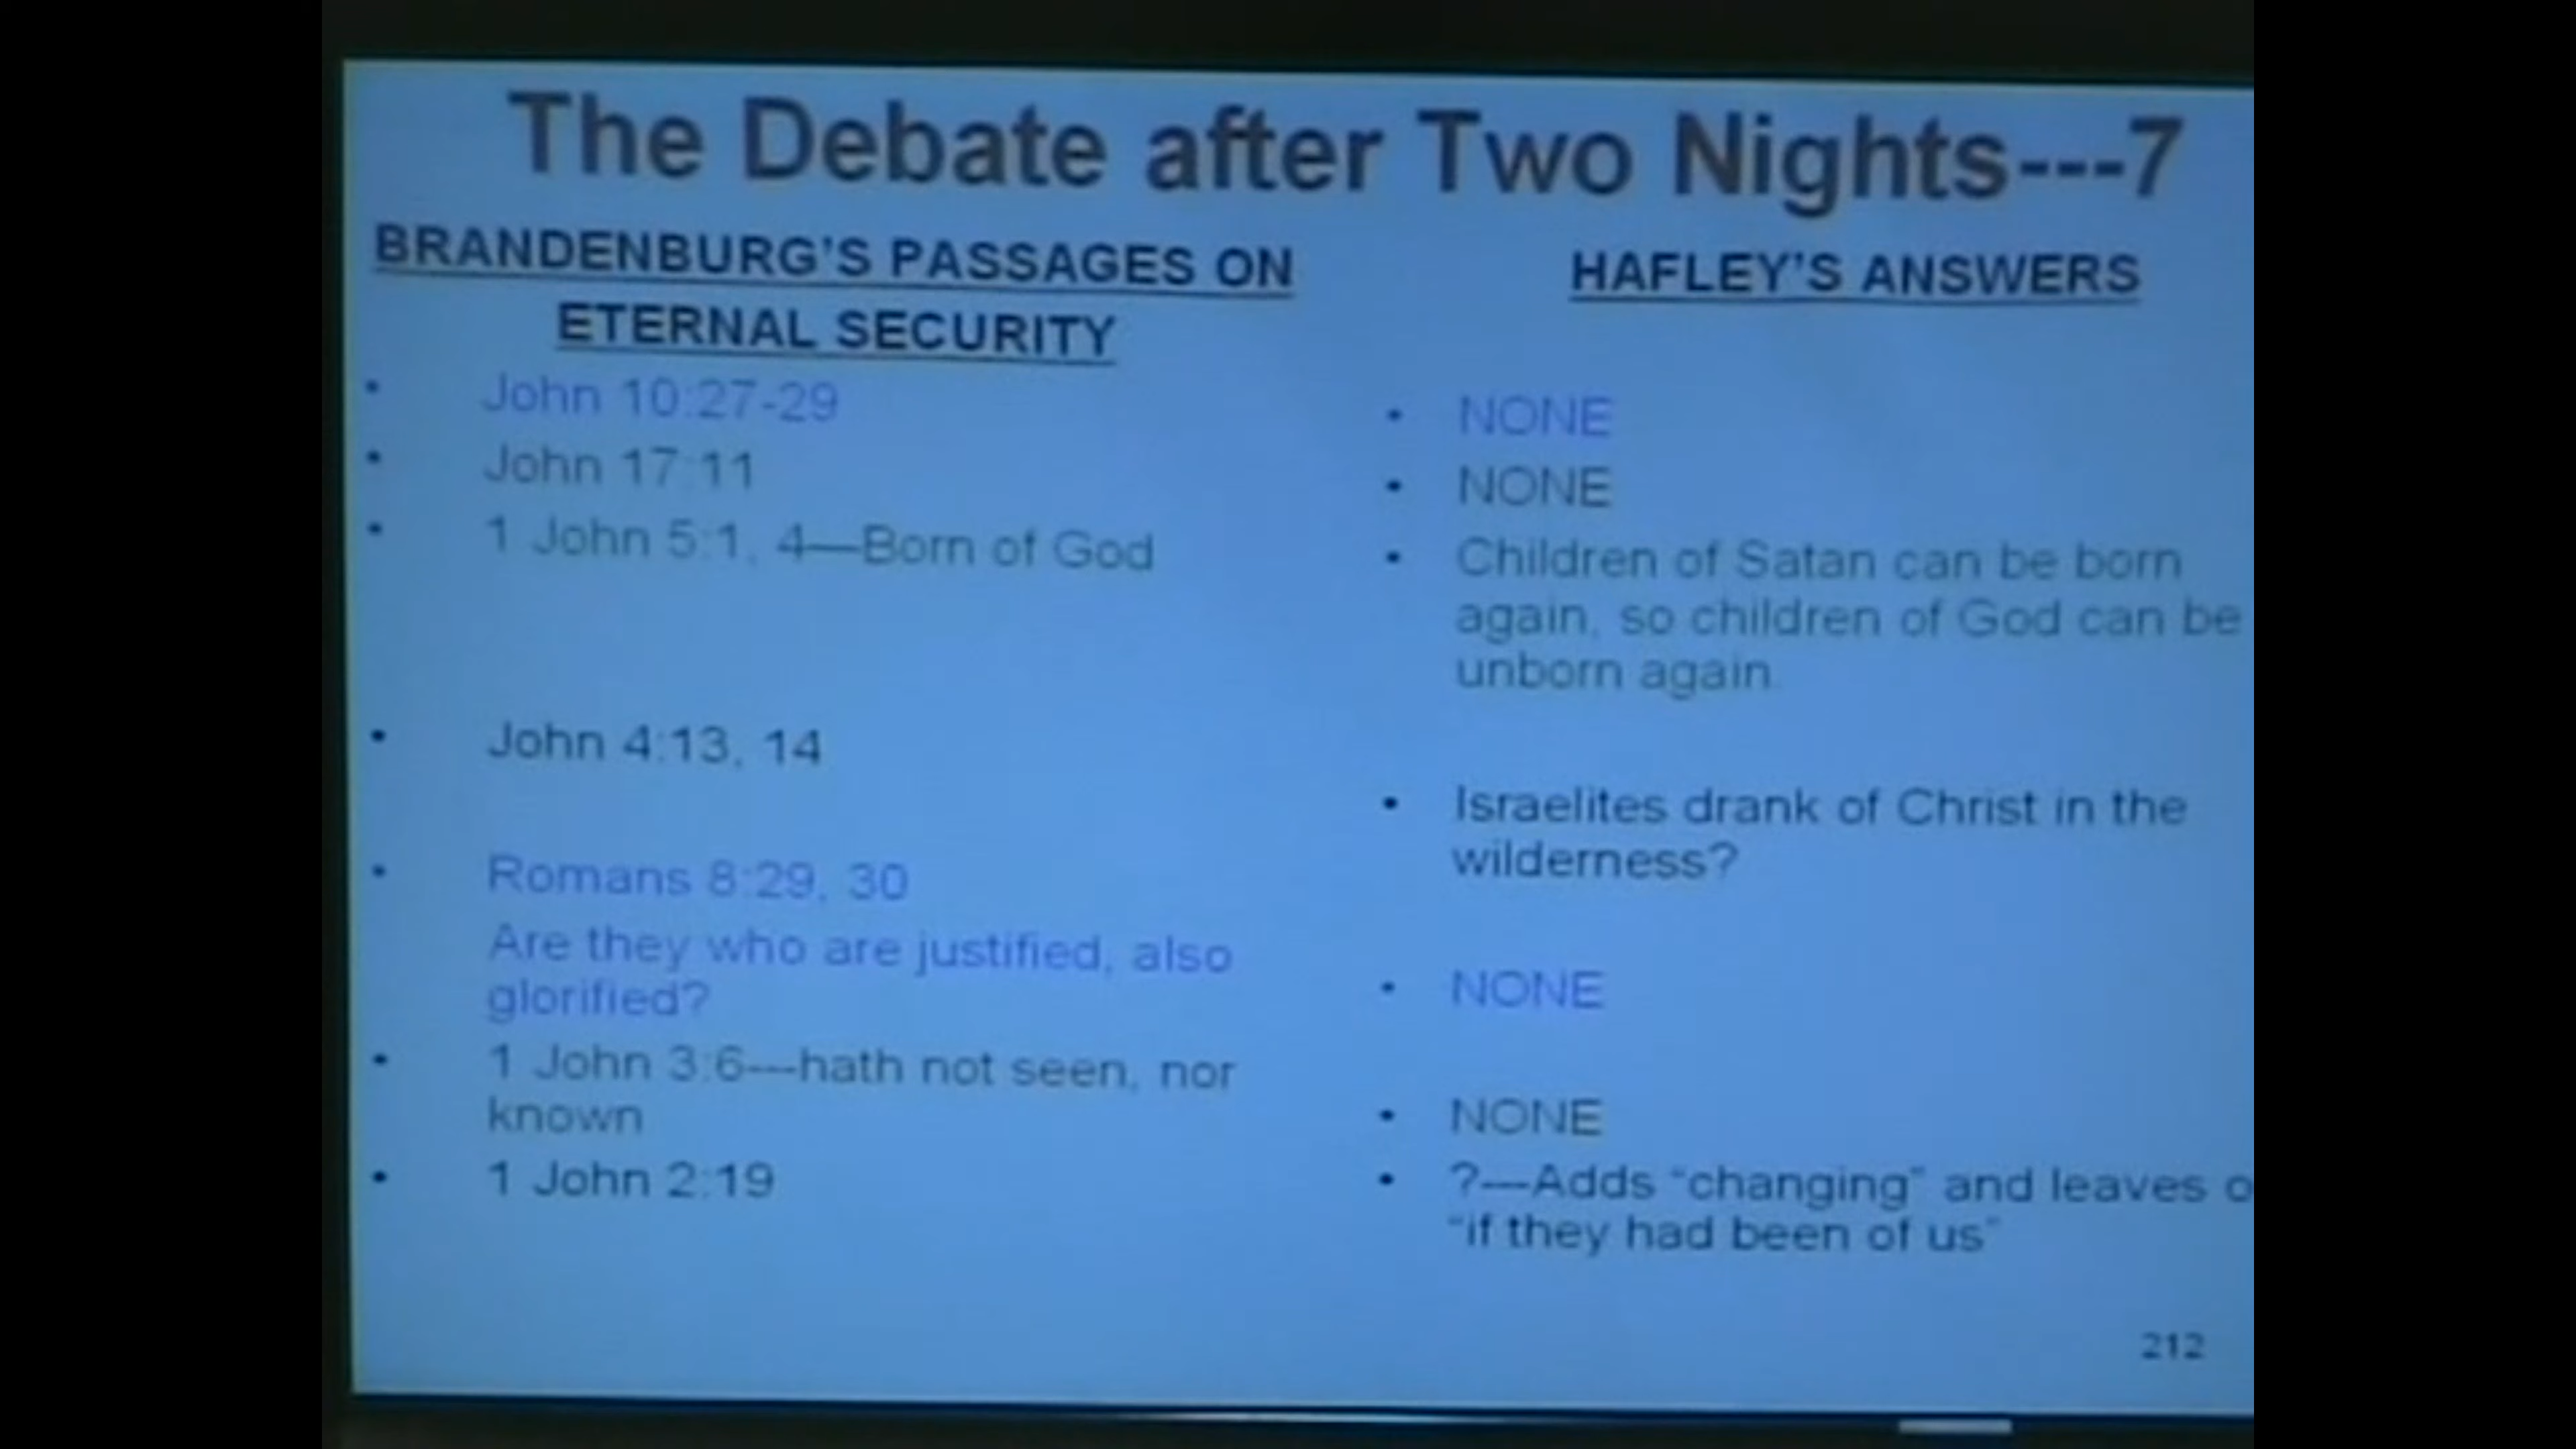 The Debate after Two Nights---7
BRANDENBURG'S PASSAGES ON
ETERNAL SECURITY
• John 10:27-29
• John 17:11
• 1 John 5:1, 4—Born of God
• John 4:13, 14
• Romans 8:29, 30
Are they who are justified, also
glorified?
• 1 John 3:6—hath not seen, nor
known
• 1 John 2:19
HAFLEY'S ANSWERS
• NONE
• NONE
• Children of Satan can be born
again, so children of God can be
unborn again.
• Israelites drank of Christ in the
wilderness?
• NONE
• NONE
• ?—Adds "changing" and leaves
"if they had been of us"
212